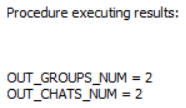 Procedure executing results:
OUT_GROUPS_NUM = 2
OUT_CHATS_NUM = 2